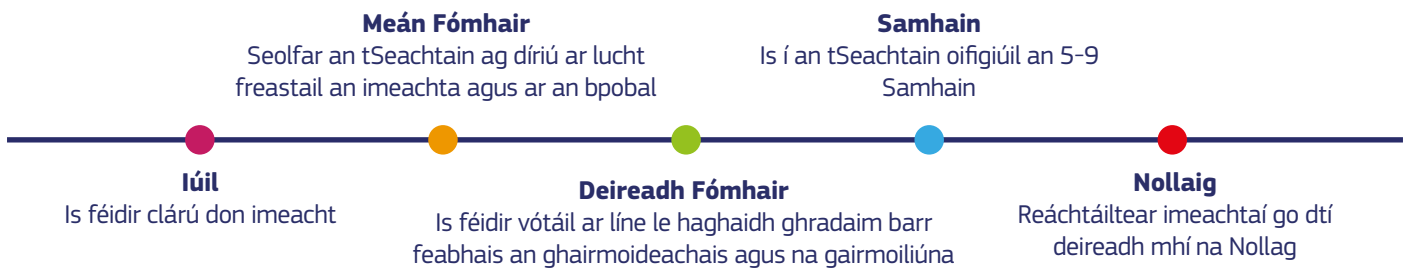 Meán Fómhair
Seolfar an tSeachtain ag díriú ar lucht
freastail an imeachta agus ar an bpobal
Samhain
Is í an tSeachtain oifigiúil an 5-9
Samhain
Iúil
Is féidir clárú don imeacht
Deireadh Fómhair
Is féidir vótáil ar líne le haghaidh ghradaim barr
feabhais an ghairmoideachais agus na gairmoiliúna
Nollaig
Reáchtáiltear imeachtaí go dtí
deireadh mhí na Nollag